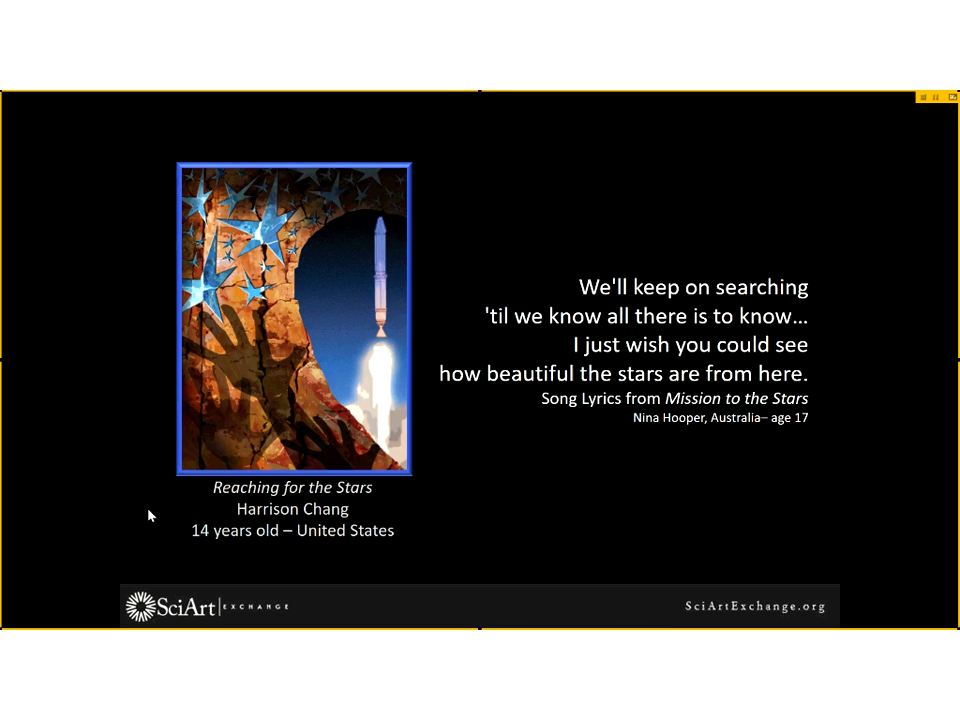 We'll keep on searching
'til we know all there is to know…
I just wish you could see
how beautiful the stars are from here.
Song Lyrics from Mission to the Stars
Nina Hooper, Australia– age 17
Reaching for the Stars
Harrison Chang
14 years old – United States
SciArt EXCHANGE
SciArtExchange.org